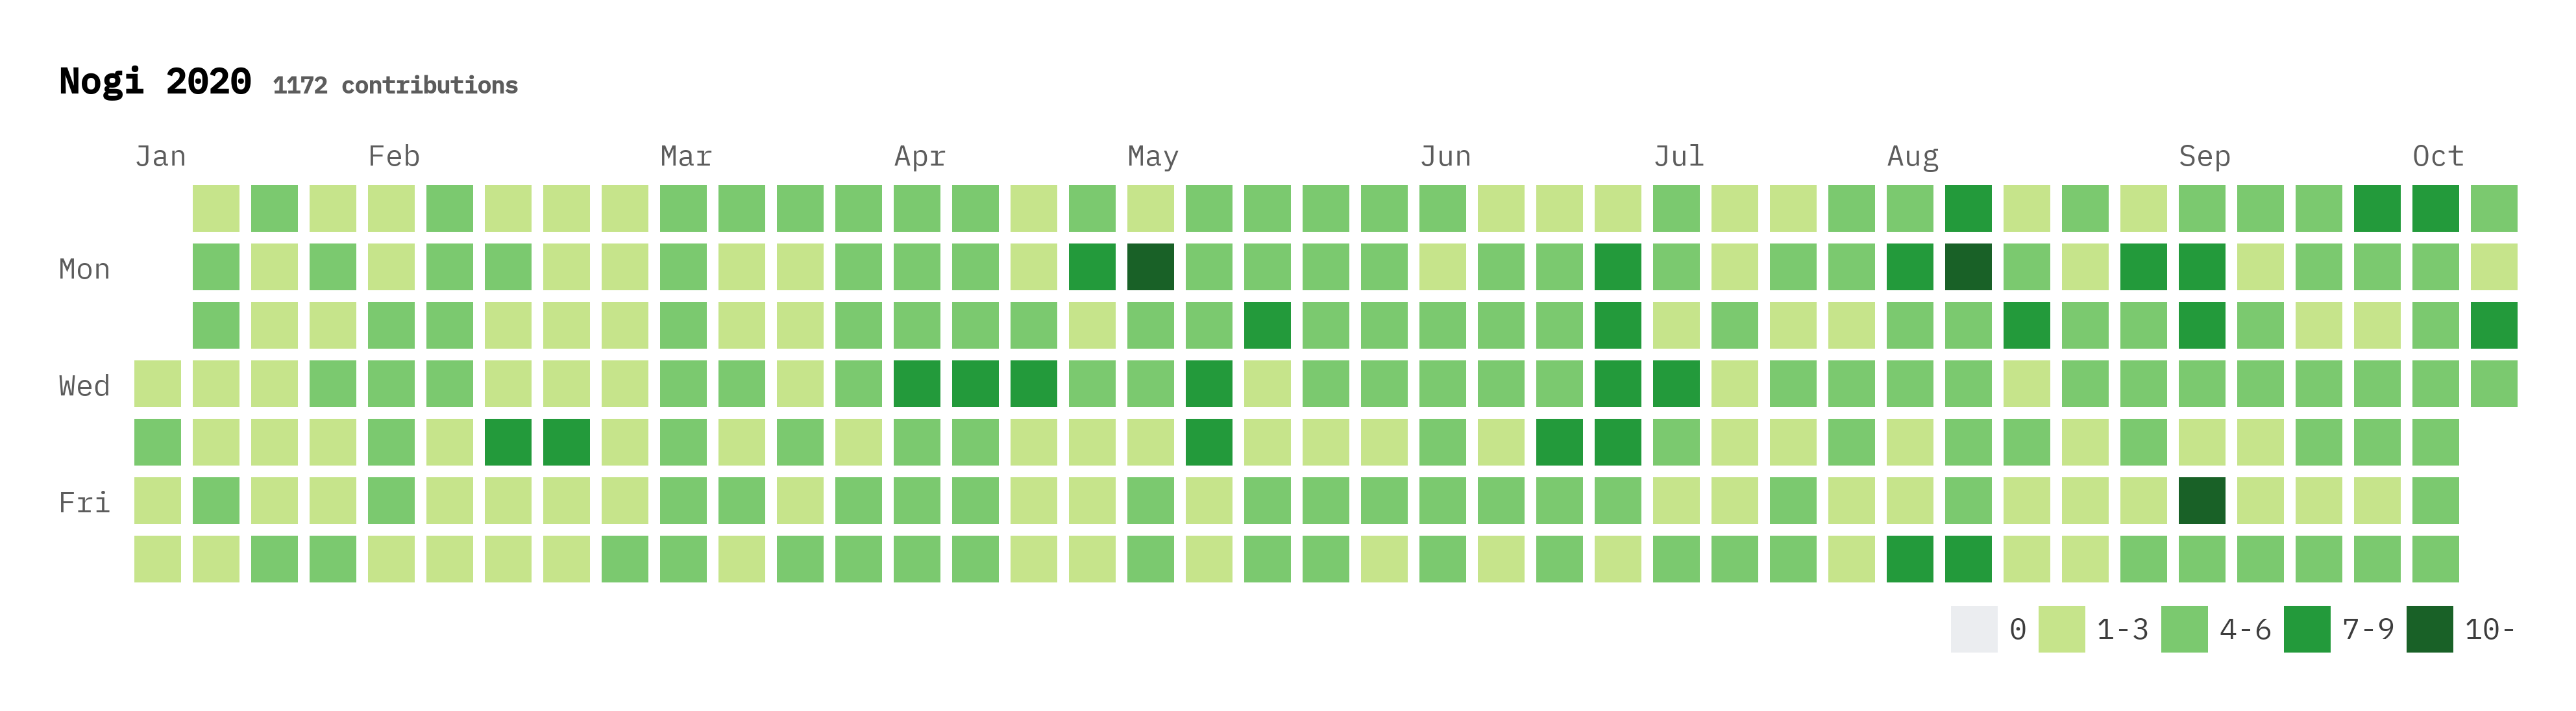 Nogi 2020 1172 contributions
Jan Feb Mar Apr May Jun Jul Aug Sep Oct
Mon
Wed
Fri
0 1-3 4-6 7-9 10-